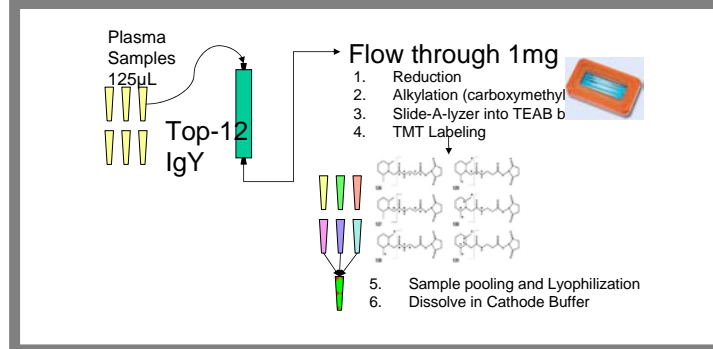 Plasma
Samples
125µL
Top-12
IgY
Flow through 1mg
1. Reduction
2. Alkylation (carboxymethyl
3. Slide-A-lyzer into TEAB b
4. TMT Labeling
5. Sample pooling and Lyophilization
6. Dissolve in Cathode Buffer